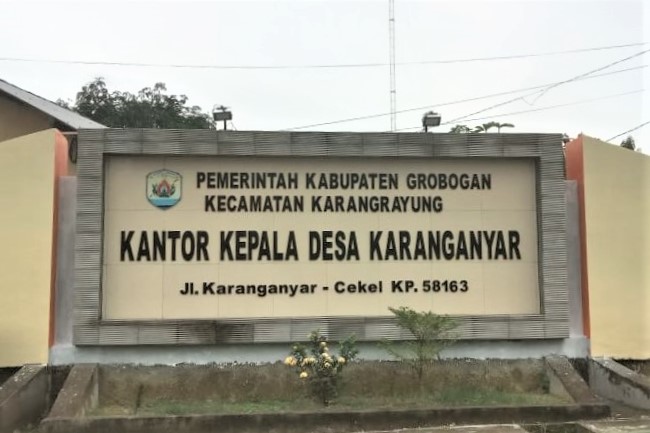 PEMERINTAH KABUPATEN GROBOGAN
KECAMATAN KARANGRAYUNG
KANTOR KEPALA DESA KARANGANYAR
Jl. Karanganyar - Cekel KP. 58163